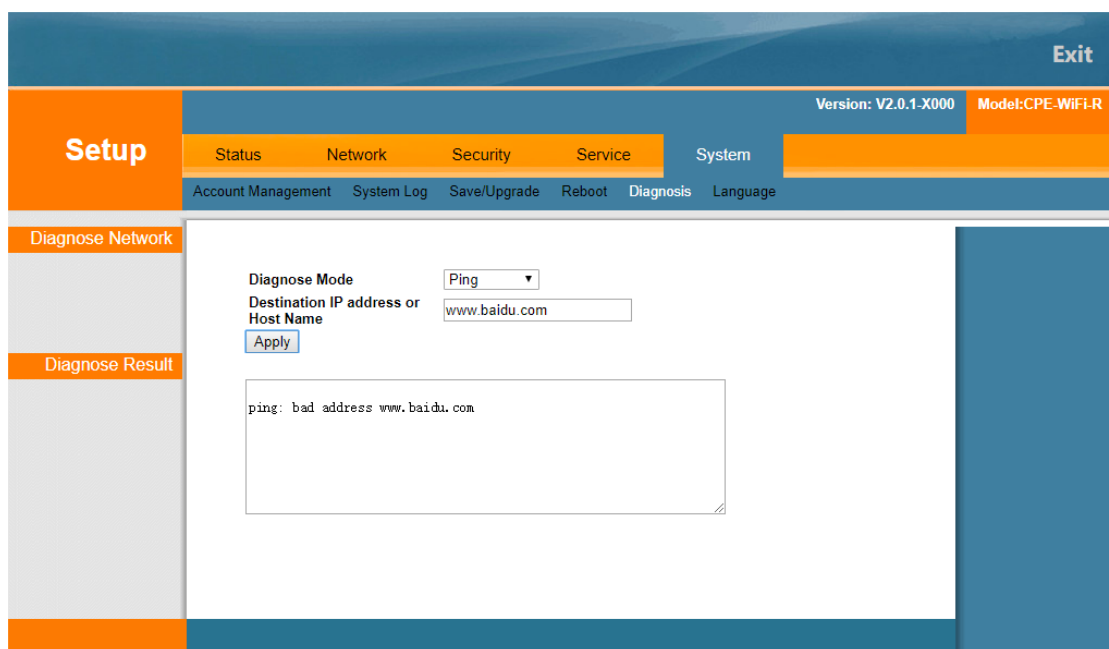 Exit
Version: V2.0.1-X000 Model:CPE-WiFi-R
Setup
Status Network Security Service System
Account Management System Log Save/Upgrade Reboot Diagnosis Language
Diagnose Network
Diagnose Mode Ping
Destination IP address or
Host Name
www.baidu.com
Apply
Diagnose Result
ping: bad address www.baidu.com